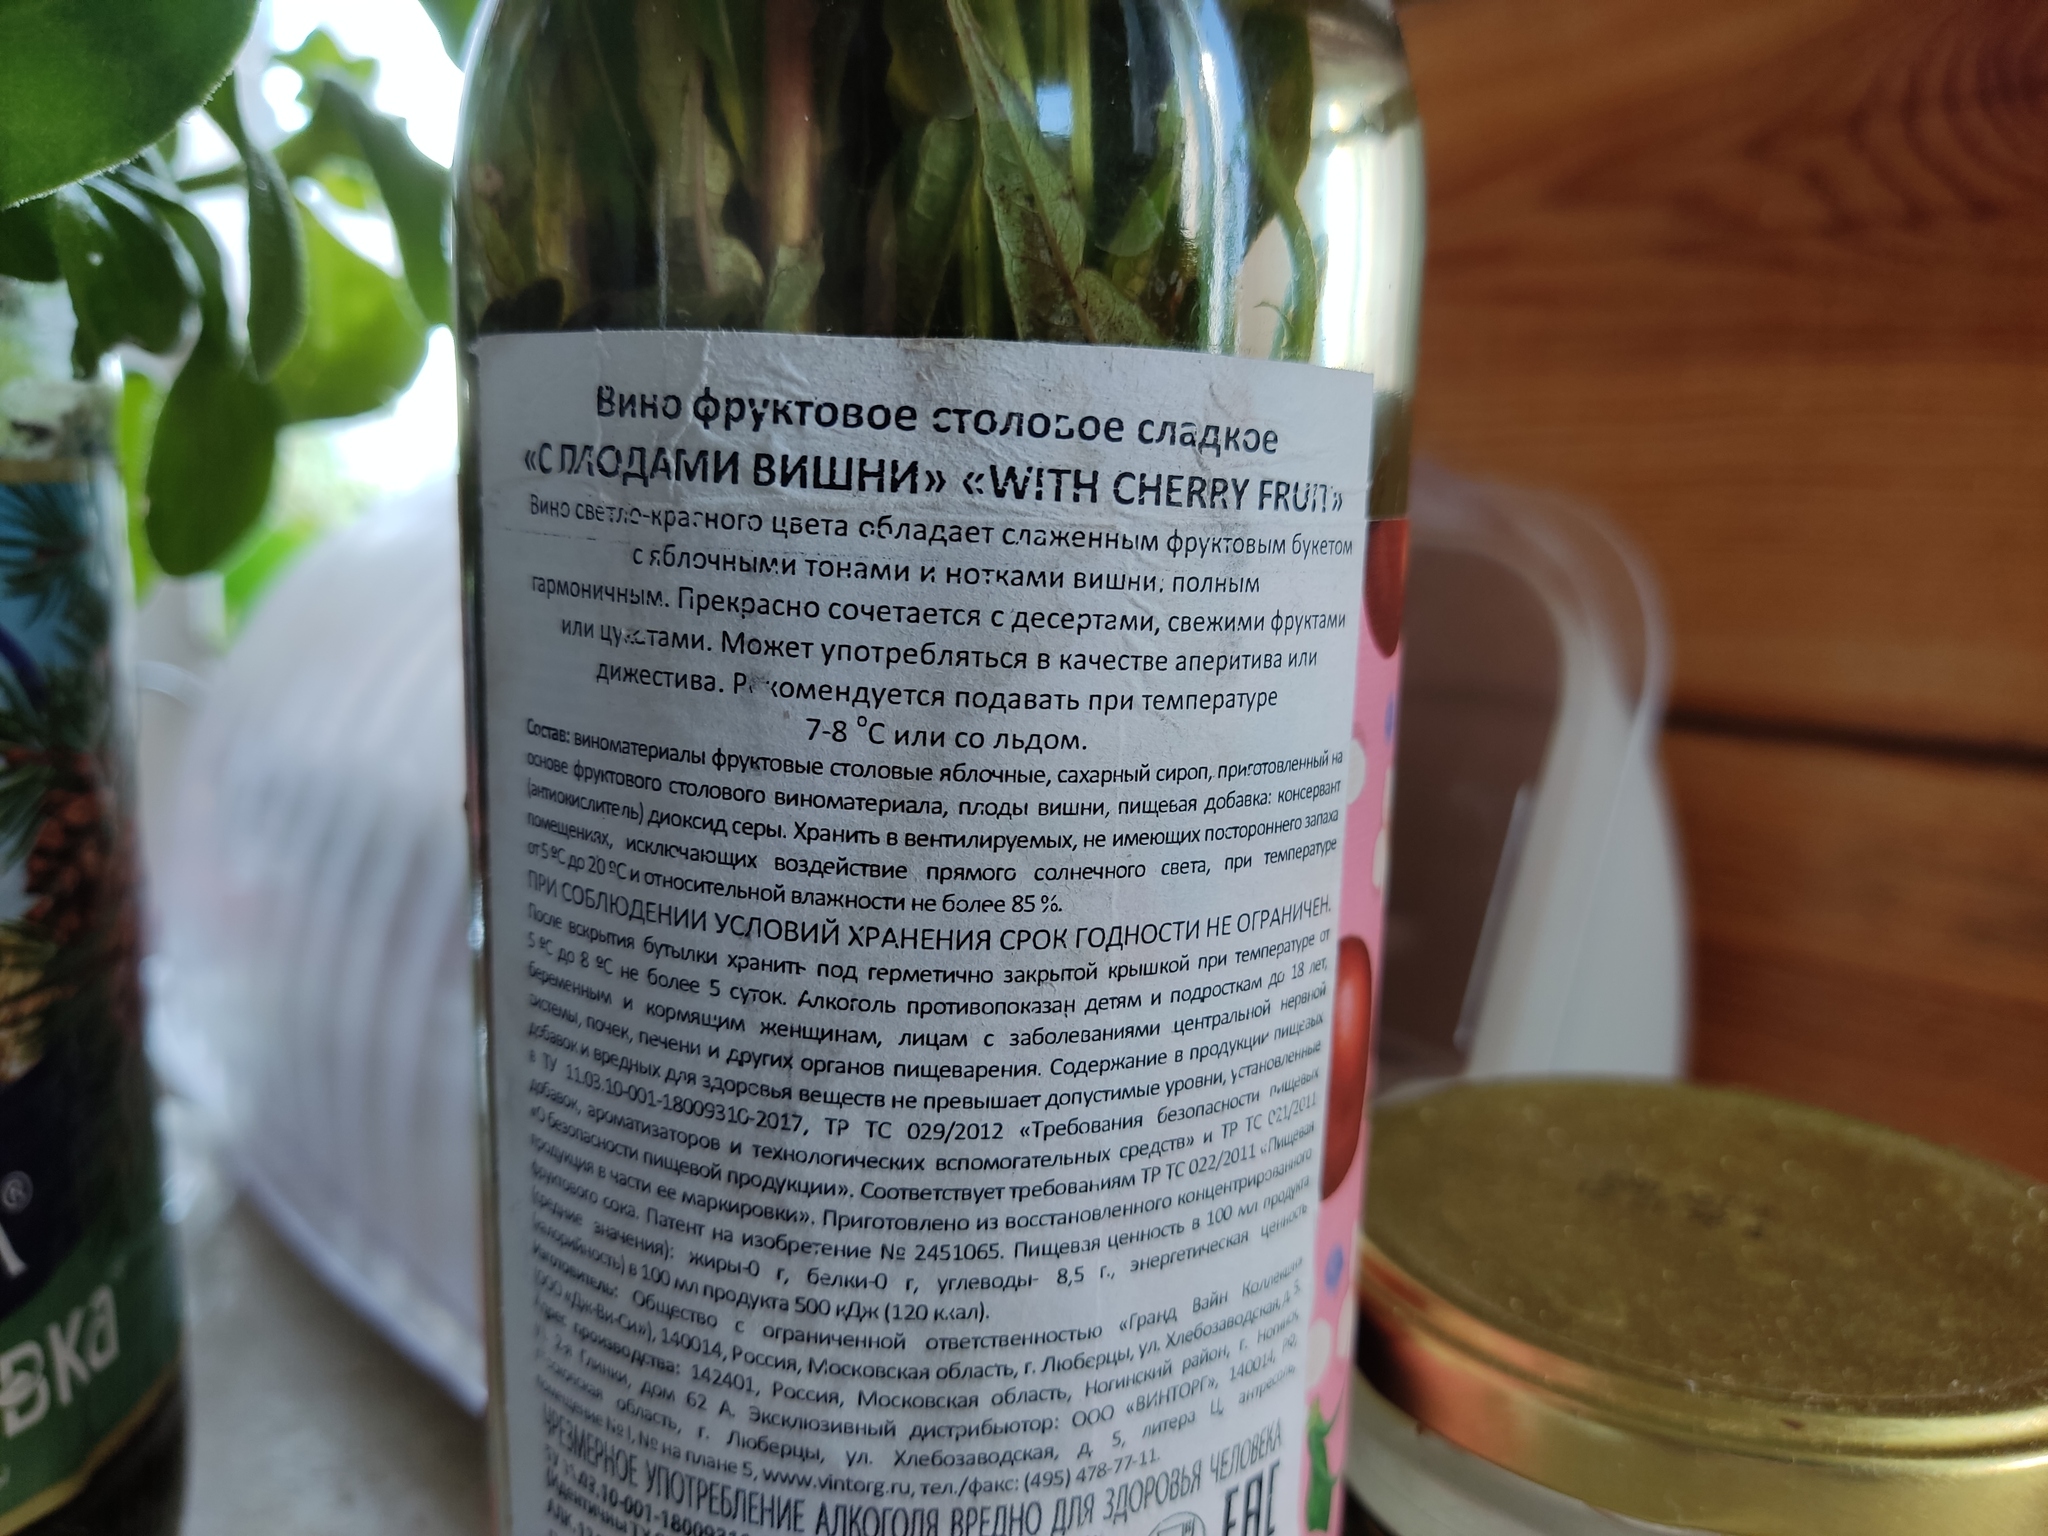 Вино фруктовое столовое сладкое
«С ПЛОДАМИ ВИШНИ» «WITH CHERRY FRUIT»
Вино светло-красного цвета обладает слаженным фруктовым букетом
с яблочными тонами и нотками вишни, полным
гармоничным. Прекрасно сочетается с десертами, свежими фруктами
или цукатами. Может употребляться в качестве аперитива или
дижестива. Рекомендуется подавать при температуре
7-8 °C или со льдом.
Состав: виноматериалы фруктовые столовые яблочные, сахарный сироп, приготовленный на
основе фруктового столового виноматериала, плоды вишни, пищевая добавка: консервант
(антиокислитель) диоксид серы. Хранить в вентилируемых, не имеющих постороннего запаха
помещениях, исключающих воздействие прямого солнечного света, при температуре
от 5 ºС до 20 ºС и относительной влажности не более 85 %.
ПРИ СОБЛЮДЕНИИ УСЛОВИЙ ХРАНЕНИЯ СРОК ГОДНОСТИ НЕ ОГРАНИЧЕН.
После вскрытия бутылки хранить под герметично закрытой крышкой при температуре от
5 ºС до 8 ºС не более 5 суток. Алкоголь противопоказан детям и подросткам до 18 лет,
беременным и кормящим женщинам, лицам с заболеваниями центральной нервной
системы, почек, печени и других органов пищеварения. Содержание в продукции пищевых
добавок и вредных для здоровья веществ не превышает допустимые уровни, установленные
в ТУ 11.03.10-001-18009310-2017, ТР ТС 029/2012 «Требования безопасности пищевых
добавок, ароматизаторов и технологических вспомогательных средств» и ТР ТС 021/2011
«О безопасности пищевой продукции». Соответствует требованиям ТР ТС 022/2011 «Пищевая
продукция в части ее маркировки». Приготовлено из восстановленного концентрированного
фруктового сока. Патент на изобретение № 2451065. Пищевая ценность в 100 мл продукта
(средние значения): жиры-0 г, белки-0 г, углеводы- 8,5 г., энергетическая ценность
(калорийность) в 100 мл продукта 500 кДж (120 ккал).
Изготовитель: Общество с ограниченной ответственностью «Гранд Вайн Коллекшн
(ООО «Дж-Ви-Си»), 140014, Россия, Московская область, г. Люберцы, ул. Хлебозаводская, д. 5.
Адрес производства: 142401, Россия, Московская область, Ногинский район, г. Ногинск,
ул. 2-я Глинки, дом 62 А. Эксклюзивный дистрибьютор: ООО «ВИНТОРГ», 140014, РФ,
Московская область, г. Люберцы, ул. Хлебозаводская, д. 5, литера Ц, антресоль,
помещение № I, № на плане 5, www.vintorg.ru, тел./факс: (495) 478-77-11.
ЧРЕЗМЕРНОЕ УПОТРЕБЛЕНИЕ АЛКОГОЛЯ ВРЕДНО ДЛЯ ЗДОРОВЬЯ ЧЕЛОВЕКА
EAC
вка
®